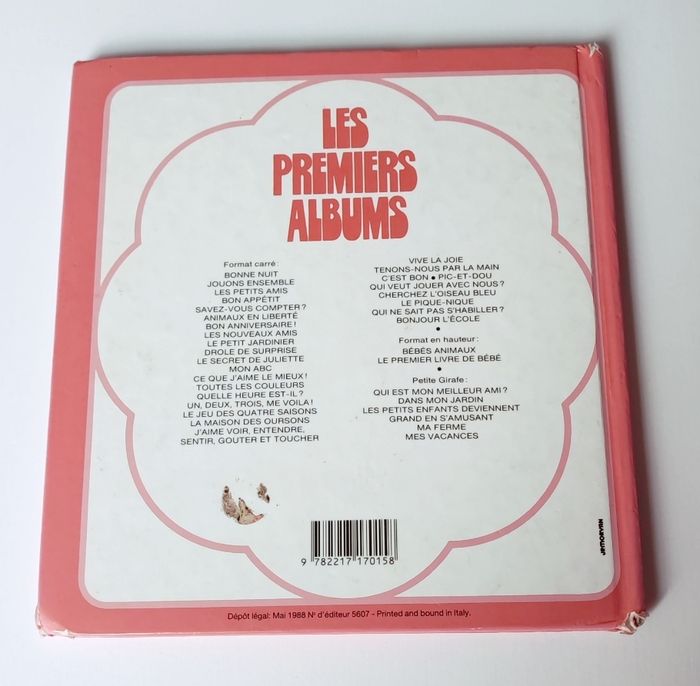 LES
PREMIERS
ALBUMS
Format carré :
BONNE NUIT
JOUONS ENSEMBLE
LES PETITS AMIS
BON APPÉTIT
SAVEZ-VOUS COMPTER ?
ANIMAUX EN LIBERTÉ
BON ANNIVERSAIRE !
LES NOUVEAUX AMIS
LE PETIT JARDINIER
DROLE DE SURPRISE
LE SECRET DE JULIETTE
MON ABC
CE QUE J'AIME LE MIEUX !
TOUTES LES COULEURS
QUELLE HEURE EST-IL ?
UN, DEUX, TROIS, ME VOILA !
LE JEU DES QUATRE SAISONS
LA MAISON DES OURSONS
J'AIME VOIR, ENTENDRE,
SENTIR, GOUTER ET TOUCHER
VIVE LA JOIE
TENONS-NOUS PAR LA MAIN
C'EST BON • PIC-ET-DOU
QUI VEUT JOUER AVEC NOUS ?
CHERCHEZ L'OISEAU BLEU
LE PIQUE-NIQUE
QUI NE SAIT PAS S'HABILLER ?
BONJOUR L'ÉCOLE
•
Format en hauteur :
BÉBÉS ANIMAUX
LE PREMIER LIVRE DE BÉBÉ
•
Petite Girafe :
QUI EST MON MEILLEUR AMI ?
DANS MON JARDIN
LES PETITS ENFANTS DEVIENNENT
GRAND EN S'AMUSANT
MA FERME
MES VACANCES
JP.MORVAN
9 782217 170158
Dépôt légal: Mai 1988 N° d'éditeur 5607 - Printed and bound in Italy.